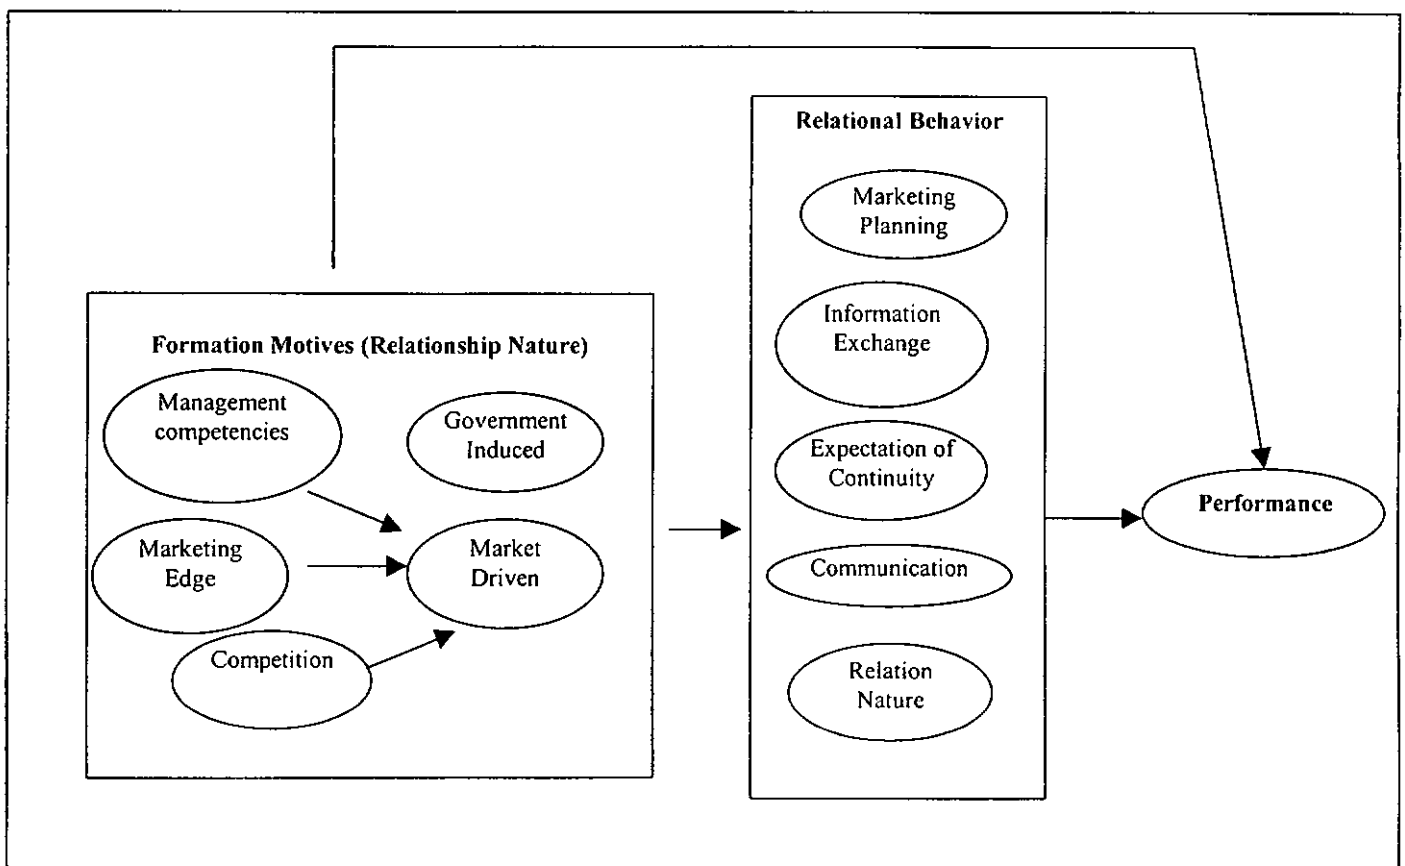 Relational Behavior
Marketing
Planning
Information
Exchange
Expectation of
Continuity
Communication
Relation
Nature
Formation Motives (Relationship Nature)
Management
competencies
Government
Induced
Marketing
Edge
Market
Driven
Competition
Performance